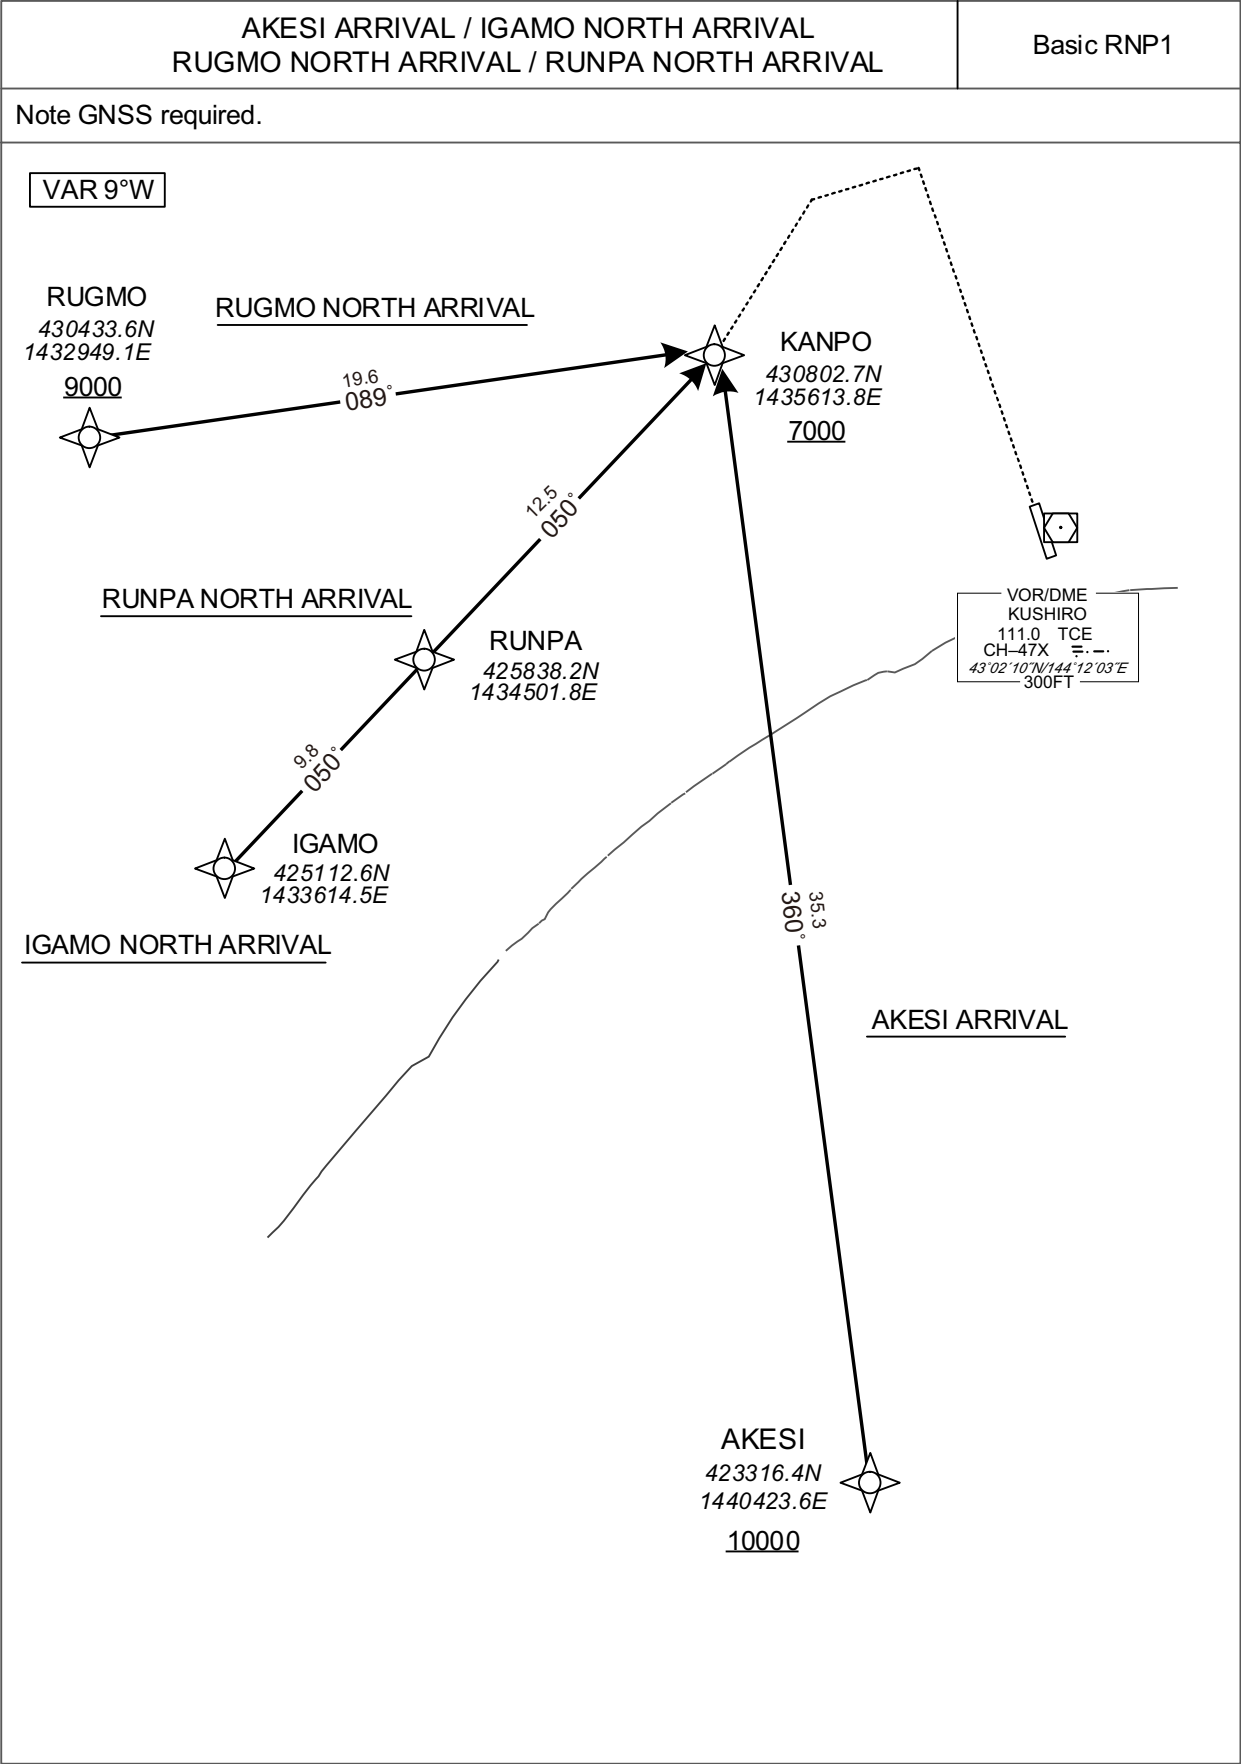 AKESI ARRIVAL / IGAMO NORTH ARRIVAL
RUGMO NORTH ARRIVAL / RUNPA NORTH ARRIVAL
Basic RNP1
Note GNSS required.
VAR 9°W
RUGMO
430433.6N
1432949.1E
9000
RUGMO NORTH ARRIVAL
19.6
089°
KANPO
430802.7N
1435613.8E
7000
12.5
050°
RUNPA NORTH ARRIVAL
RUNPA
425838.2N
1434501.8E
VOR/DME
KUSHIRO
111.0 TCE
CH–47X
43°02′10″N/144°12′03″E
300FT
9.8
050°
IGAMO
425112.6N
1433614.5E
IGAMO NORTH ARRIVAL
35.3
360°
AKESI ARRIVAL
AKESI
423316.4N
1440423.6E
10000